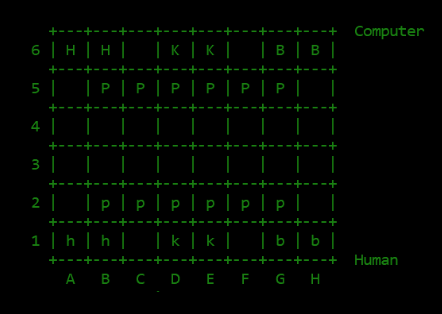 +---+---+---+---+---+---+---+---+ Computer
6 | H | H |   | K | K |   | B | B |
+---+---+---+---+---+---+---+---+
5 |   | P | P | P | P | P | P |   |
+---+---+---+---+---+---+---+---+
4 |   |   |   |   |   |   |   |   |
+---+---+---+---+---+---+---+---+
3 |   |   |   |   |   |   |   |   |
+---+---+---+---+---+---+---+---+
2 |   | p | p | p | p | p | p |   |
+---+---+---+---+---+---+---+---+
1 | h | h |   | k | k |   | b | b |
+---+---+---+---+---+---+---+---+ Human
A B C D E F G H